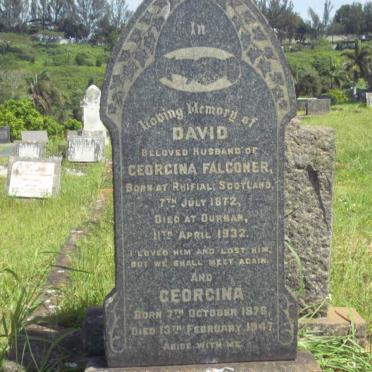 In
Loving Memory of
DAVID
BELOVED HUSBAND OF
GEORGINA FALCONER,
BORN AT RHIFIAL, SCOTLAND,
7TH JULY 1872,
DIED AT DURBAN,
11TH APRIL 1932.
I LOVED HIM AND LOST HIM,
BUT WE SHALL MEET AGAIN.
AND
GEORGINA
BORN 7TH OCTOBER 1876
DIED 13TH FEBRUARY 1947.
ABIDE WITH ME.